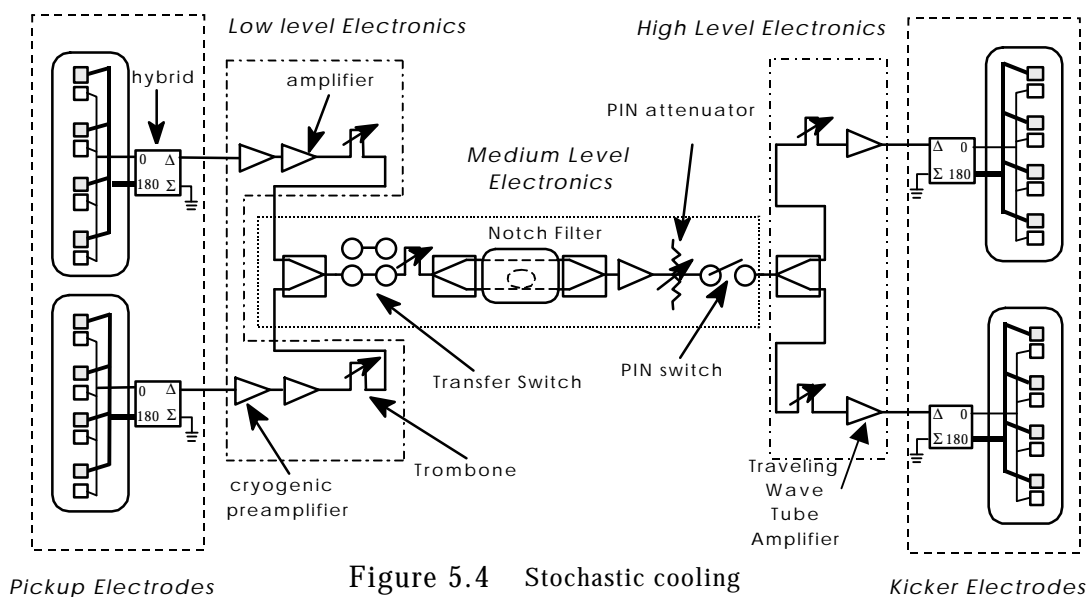 Low level Electronics
High Level Electronics
hybrid
amplifier
PIN attenuator
0 Δ
180 Σ
Δ 0
Σ 180
Medium Level
Electronics
Notch Filter
Transfer Switch
PIN switch
0 Δ
180 Σ
Δ 0
Σ 180
Trombone
cryogenic
preamplifier
Traveling
Wave
Tube
Amplifier
Pickup Electrodes
Figure 5.4 Stochastic cooling
Kicker Electrodes